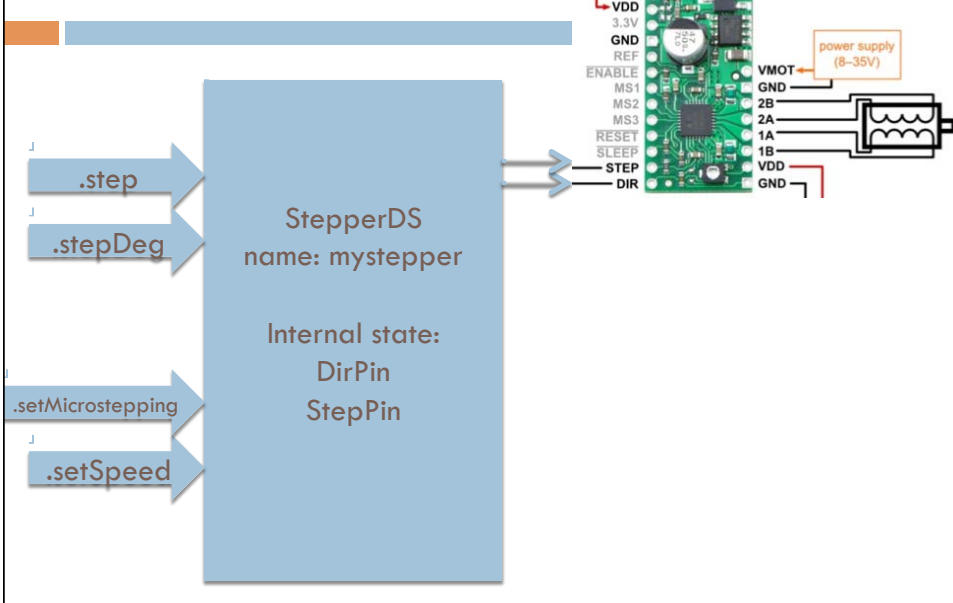 .step
.stepDeg
.setMicrostepping
.setSpeed
StepperDS
name: mystepper
Internal state:
DirPin
StepPin
VDD
3.3V
GND
REF
ENABLE
MS1
MS2
MS3
RESET
SLEEP
STEP
DIR
VMOT
GND
2B
2A
1A
1B
VDD
GND
power supply
(8–35V)